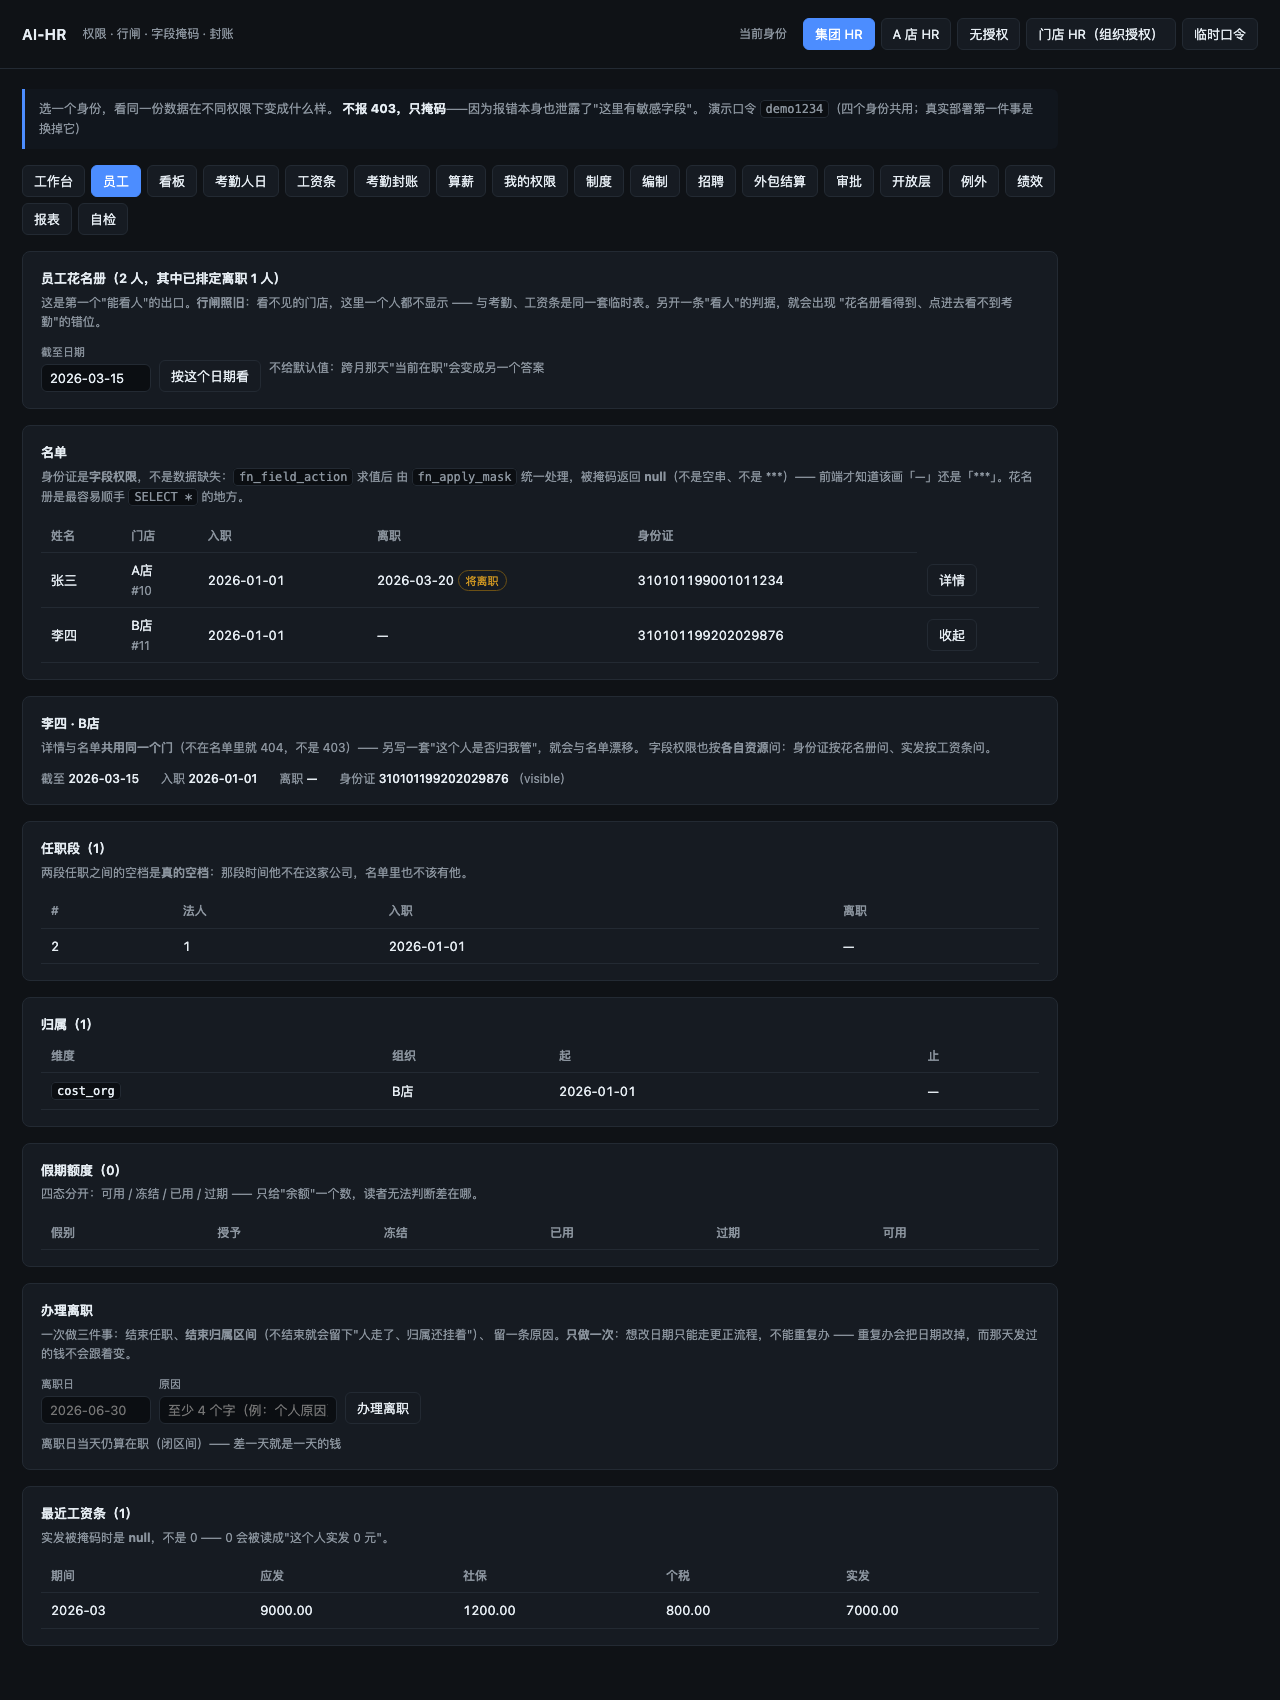 AI-HR 权限 · 行闸 · 字段掩码 · 封账 当前身份 集团 HR A 店 HR 无授权 门店 HR（组织授权） 临时口令
选一个身份，看同一份数据在不同权限下变成什么样。 不报 403，只掩码——因为报错本身也泄露了"这里有敏感字段"。 演示口令 demo1234（四个身份共用；真实部署第一件事是
换掉它）
工作台 员工 看板 考勤人日 工资条 考勤封账 算薪 我的权限 制度 编制 招聘 外包结算 审批 开放层 例外 绩效
报表 自检
员工花名册（2 人，其中已排定离职 1 人）
这是第一个"能看人"的出口。行闸照旧：看不见的门店，这里一个人都不显示 —— 与考勤、工资条是同一套临时表。另开一条"看人"的判据，就会出现 "花名册看得到、点进去看不到考
勤"的错位。
截至日期
2026-03-15 按这个日期看 不给默认值：跨月那天"当前在职"会变成另一个答案
名单
身份证是字段权限，不是数据缺失： fn_field_action 求值后 由 fn_apply_mask 统一处理，被掩码返回 null（不是空串、不是 ***）—— 前端才知道该画「—」还是「***」。花名
册是最容易顺手 SELECT * 的地方。
姓名 门店 入职 离职 身份证
张三 A店 #10 2026-01-01 2026-03-20 将离职 310101199001011234 详情
李四 B店 #11 2026-01-01 — 310101199202029876 收起
李四 · B店
详情与名单共用同一个门（不在名单里就 404，不是 403）—— 另写一套"这个人是否归我管"，就会与名单漂移。 字段权限也按各自资源问：身份证按花名册问、实发按工资条问。
截至 2026-03-15 入职 2026-01-01 离职 — 身份证 310101199202029876 (visible)
任职段（1）
两段任职之间的空档是真的空档：那段时间他不在这家公司，名单里也不该有他。
# 法人 入职 离职
2 1 2026-01-01 —
归属（1）
维度 组织 起 止
cost_org B店 2026-01-01 —
假期额度（0）
四态分开：可用 / 冻结 / 已用 / 过期 —— 只给"余额"一个数，读者无法判断差在哪。
假别 授予 冻结 已用 过期 可用
办理离职
一次做三件事：结束任职、结束归属区间（不结束就会留下"人走了、归属还挂着"）、 留一条原因。只做一次：想改日期只能走更正流程，不能重复办 —— 重复办会把日期改掉，而那天发过
的钱不会跟着变。
离职日 原因
2026-06-30 至少 4 个字（例：个人原因 办理离职
离职日当天仍算在职（闭区间）—— 差一天就是一天的钱
最近工资条（1）
实发被掩码时是 null，不是 0 —— 0 会被读成"这个人实发 0 元"。
期间 应发 社保 个税 实发
2026-03 9000.00 1200.00 800.00 7000.00